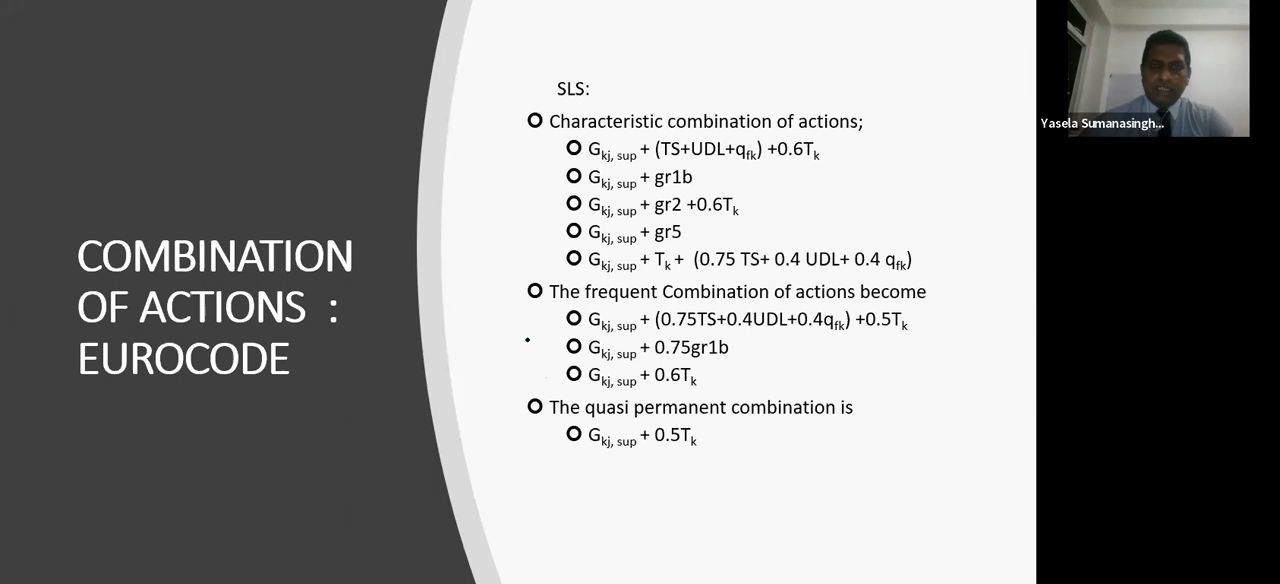 COMBINATION
OF ACTIONS :
EUROCODE
SLS:
Characteristic combination of actions;
Gkj, sup + (TS+UDL+qfk) +0.6Tk
Gkj, sup + gr1b
Gkj, sup + gr2 +0.6Tk
Gkj, sup + gr5
Gkj, sup + Tk + (0.75 TS+ 0.4 UDL+ 0.4 qfk)
The frequent Combination of actions become
Gkj, sup + (0.75TS+0.4UDL+0.4qfk) +0.5Tk
Gkj, sup + 0.75gr1b
Gkj, sup + 0.6Tk
The quasi permanent combination is
Gkj, sup + 0.5Tk
Yasela Sumanasingh...